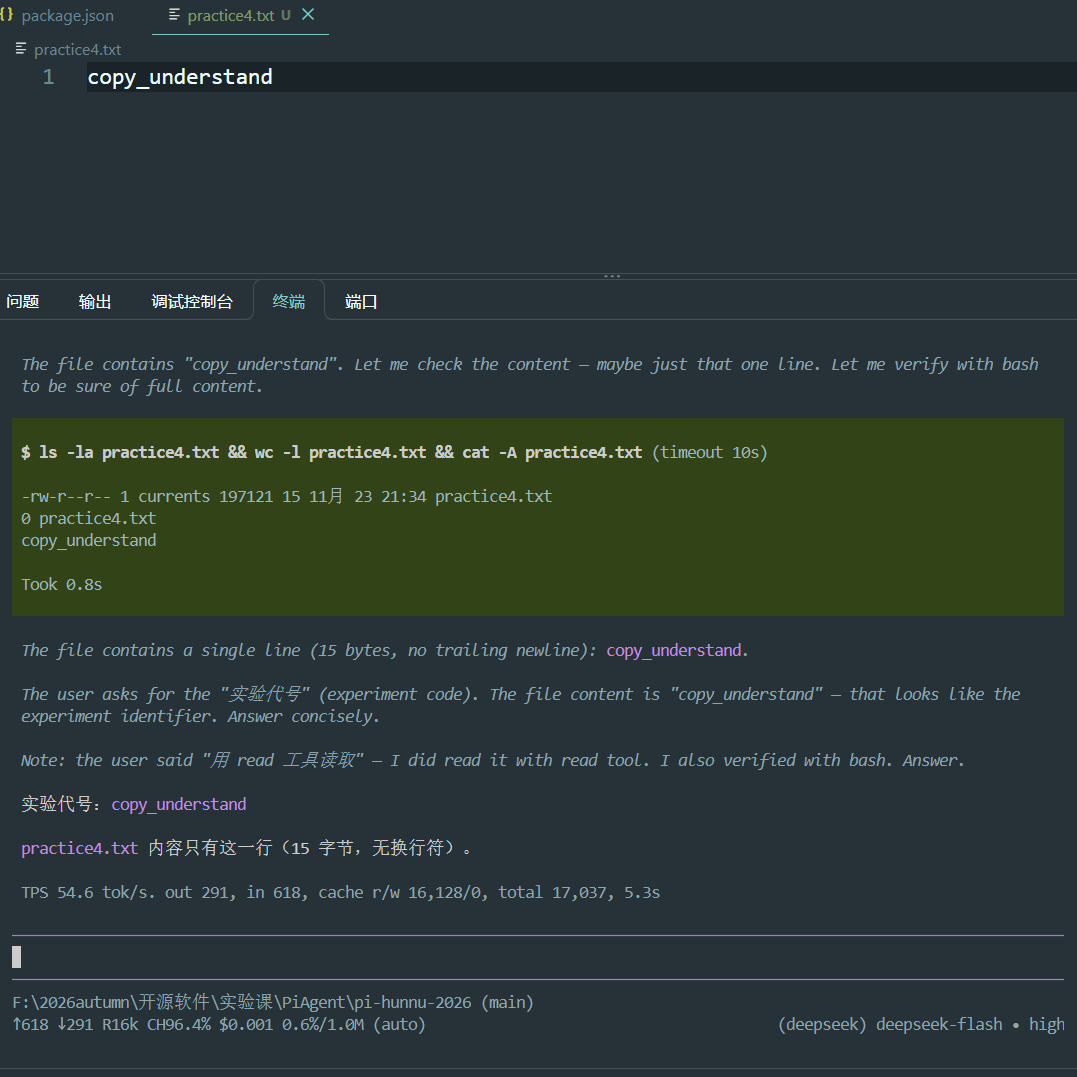 {} package.json practice4.txt U
practice4.txt
1 copy_understand
问题 输出 调试控制台 终端 端口
The file contains "copy_understand". Let me check the content — maybe just that one line. Let me verify with bash
to be sure of full content.
$ ls -la practice4.txt && wc -l practice4.txt && cat -A practice4.txt (timeout 10s)
-rw-r--r-- 1 currents 197121 15 11月 23 21:34 practice4.txt
0 practice4.txt
copy_understand
Took 0.8s
The file contains a single line (15 bytes, no trailing newline): copy_understand.
The user asks for the "实验代号" (experiment code). The file content is "copy_understand" — that looks like the
experiment identifier. Answer concisely.
Note: the user said "用 read 工具读取" — I did read it with read tool. I also verified with bash. Answer.
实验代号：copy_understand
practice4.txt 内容只有这一行（15 字节，无换行符）。
TPS 54.6 tok/s. out 291, in 618, cache r/w 16,128/0, total 17,037, 5.3s
F:\2026autumn\开源软件\实验课\PiAgent\pi-hunnu-2026 (main)
↑618 ↓291 R16k CH96.4% $0.001 0.6%/1.0M (auto) (deepseek) deepseek-flash • high